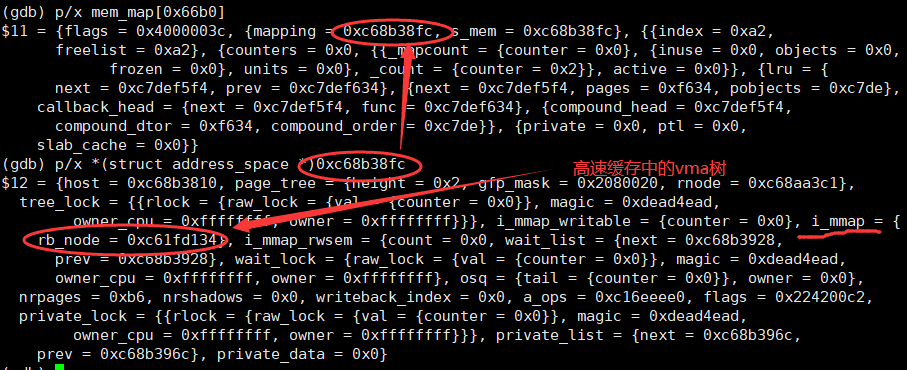 (gdb) p/x mem_map[0x66b0]
$11 = {flags = 0x4000003c, {mapping = 0xc68b38fc, s_mem = 0xc68b38fc}, {{index = 0xa2,
freelist = 0xa2}, {counters = 0x0, {{_mapcount = {counter = 0x0}, {inuse = 0x0, objects = 0x0,
frozen = 0x0}, units = 0x0}, _count = {counter = 0x2}}, active = 0x0}}, {lru = {
next = 0xc7def5f4, prev = 0xc7def634}, {next = 0xc7def5f4, pages = 0xf634, pobjects = 0xc7de},
callback_head = {next = 0xc7def5f4, func = 0xc7def634}, {compound_head = 0xc7def5f4,
compound_dtor = 0xf634, compound_order = 0xc7de}}, {private = 0x0, ptl = 0x0,
slab_cache = 0x0}}
(gdb) p/x *(struct address_space *)0xc68b38fc
高速缓存中的vma树
$12 = {host = 0xc68b3810, page_tree = {height = 0x2, gfp_mask = 0x2080020, rnode = 0xc68aa3c1},
tree_lock = {{rlock = {raw_lock = {val = {counter = 0x0}}, magic = 0xdead4ead,
owner_cpu = 0xffffffff, owner = 0xffffffff}}}, i_mmap_writable = {counter = 0x0}, i_mmap = {
rb_node = 0xc61fd134}, i_mmap_rwsem = {count = 0x0, wait_list = {next = 0xc68b3928,
prev = 0xc68b3928}, wait_lock = {raw_lock = {val = {counter = 0x0}}, magic = 0xdead4ead,
owner_cpu = 0xffffffff, owner = 0xffffffff}, osq = {tail = {counter = 0x0}}, owner = 0x0},
nrpages = 0xb6, nrshadows = 0x0, writeback_index = 0x0, a_ops = 0xc16eeee0, flags = 0x224200c2,
private_lock = {{rlock = {raw_lock = {val = {counter = 0x0}}, magic = 0xdead4ead,
owner_cpu = 0xffffffff, owner = 0xffffffff}}}, private_list = {next = 0xc68b396c,
prev = 0xc68b396c}, private_data = 0x0}
(gdb)